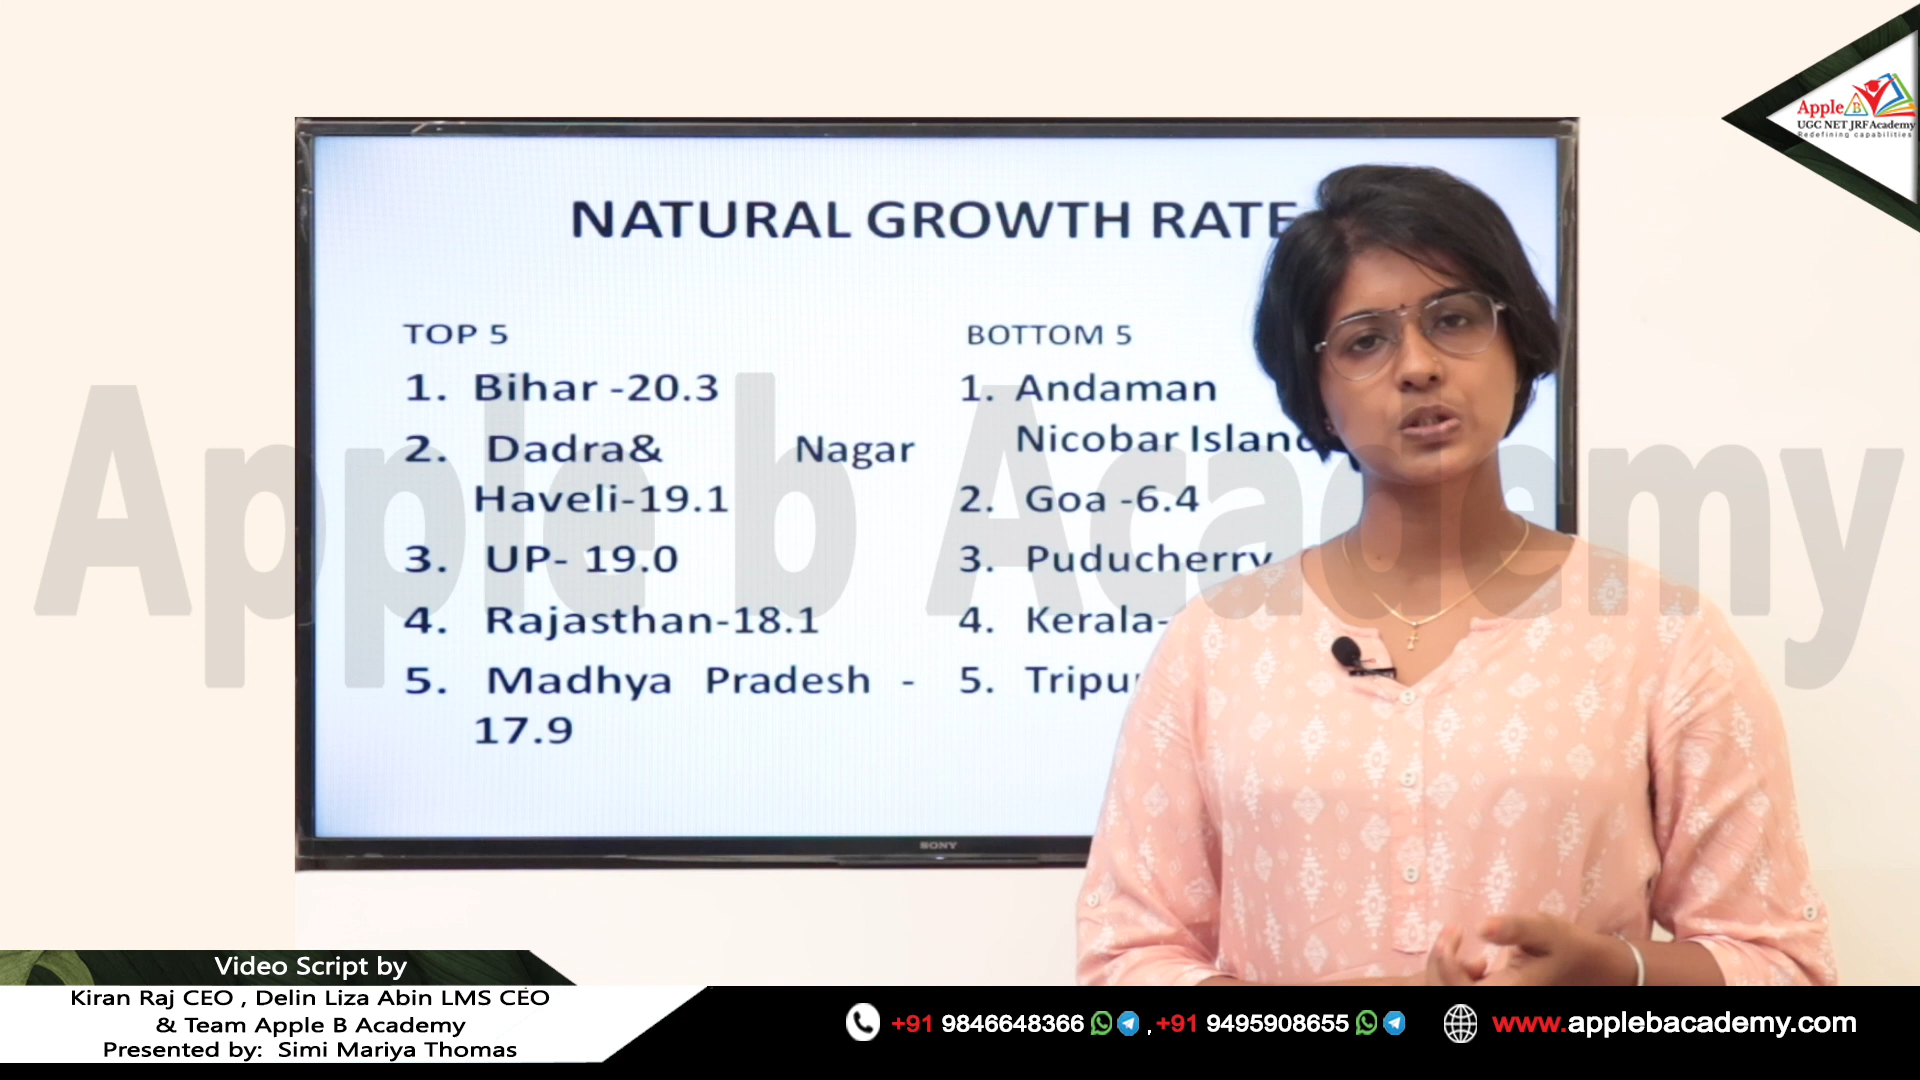 Apple B
UGC NET JRF Academy
Redefining capabilities
NATURAL GROWTH RATE
TOP 5
1. Bihar -20.3
2. Dadra& Nagar
Haveli-19.1
3. UP- 19.0
4. Rajasthan-18.1
5. Madhya Pradesh -
17.9
BOTTOM 5
1. Andaman
Nicobar
2. Goa -6.4
3. Puducherry
4. Kerala-
5.
Apple b Academy
SONY
Video Script by
Kiran Raj CEO , Delin Liza Abin LMS CEO
& Team Apple B Academy
Presented by: Simi Mariya Thomas
+91 9846648366 , +91 9495908655
www.applebacademy.com